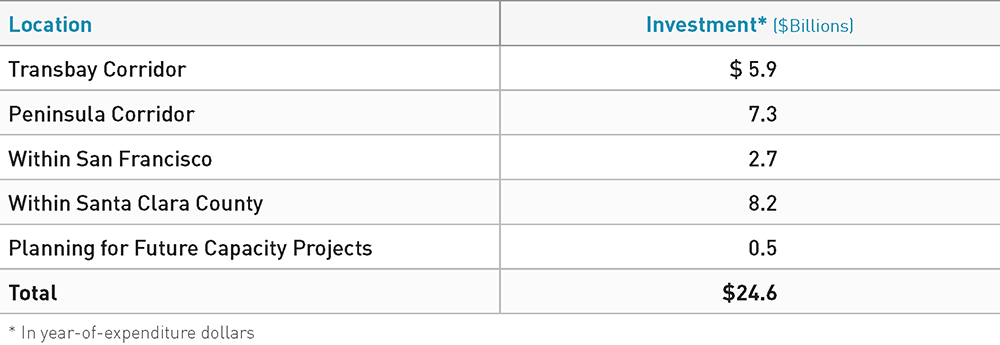 Location Investment* ($Billions)
Transbay Corridor $ 5.9
Peninsula Corridor 7.3
Within San Francisco 2.7
Within Santa Clara County 8.2
Planning for Future Capacity Projects 0.5
Total $24.6
* In year-of-expenditure dollars